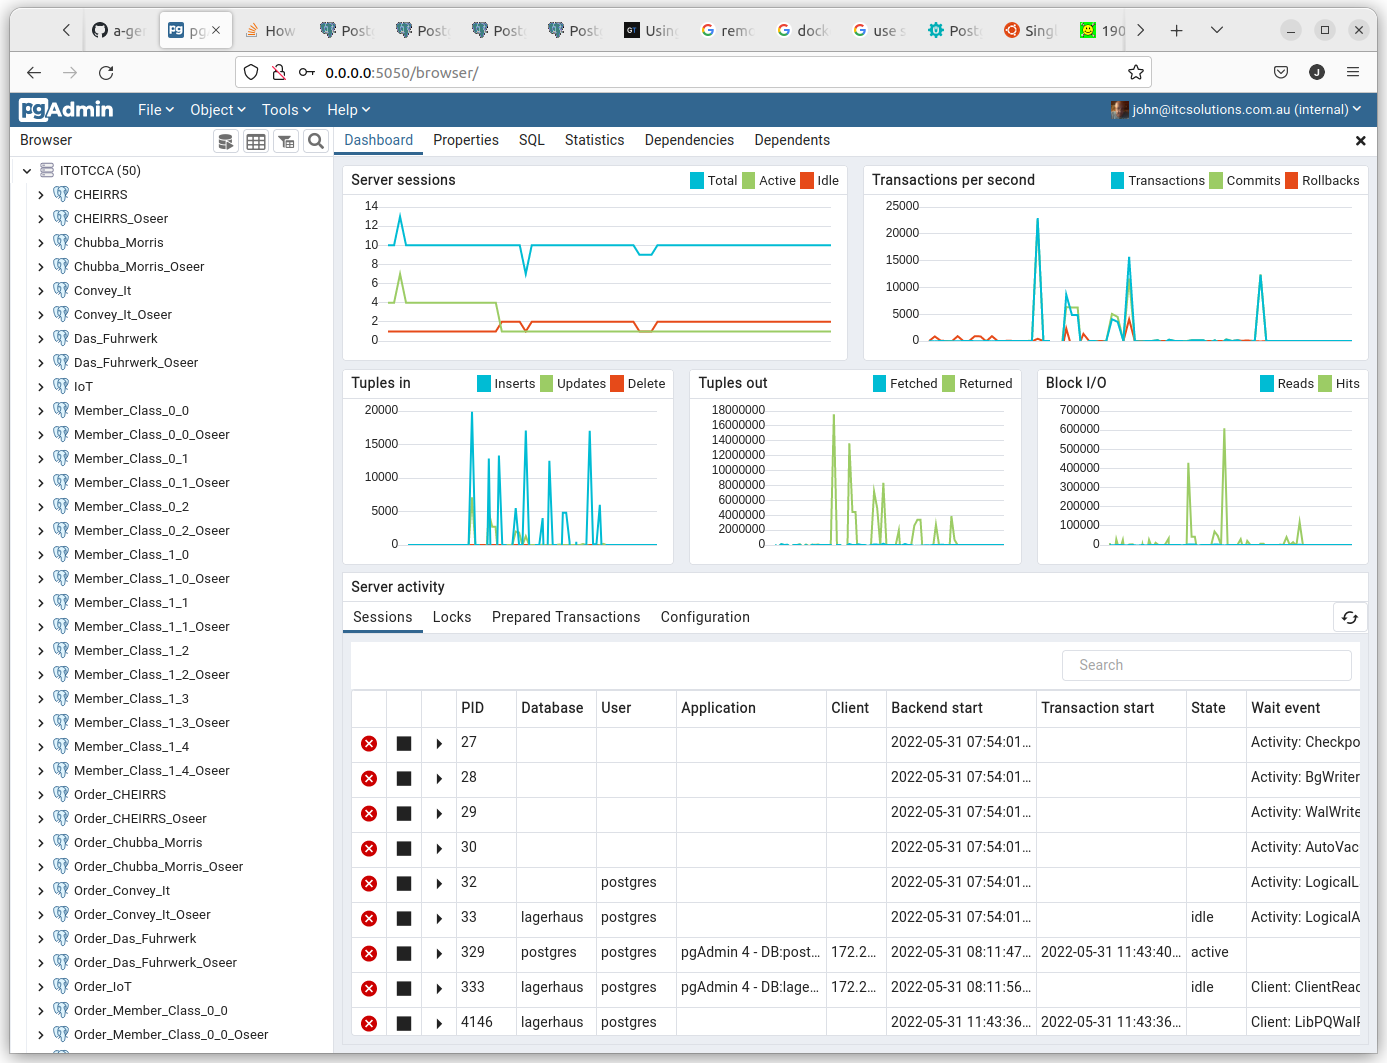 a-ger
pg
How
Post
Post
Post
Post
GT Using
remo
dock
use s
Post
Singl
190
0.0.0.0:5050/browser/
J
pgAdmin File Object Tools Help john@itcsolutions.com.au (internal)
Browser
Dashboard Properties SQL Statistics Dependencies Dependents
ITOTCCA (50)
CHEIRRS
CHEIRRS_Oseer
Chubba_Morris
Chubba_Morris_Oseer
Convey_It
Convey_It_Oseer
Das_Fuhrwerk
Das_Fuhrwerk_Oseer
IoT
Member_Class_0_0
Member_Class_0_0_Oseer
Member_Class_0_1
Member_Class_0_1_Oseer
Member_Class_0_2
Member_Class_0_2_Oseer
Member_Class_1_0
Member_Class_1_0_Oseer
Member_Class_1_1
Member_Class_1_1_Oseer
Member_Class_1_2
Member_Class_1_2_Oseer
Member_Class_1_3
Member_Class_1_3_Oseer
Member_Class_1_4
Member_Class_1_4_Oseer
Order_CHEIRRS
Order_CHEIRRS_Oseer
Order_Chubba_Morris
Order_Chubba_Morris_Oseer
Order_Convey_It
Order_Convey_It_Oseer
Order_Das_Fuhrwerk
Order_Das_Fuhrwerk_Oseer
Order_IoT
Order_Member_Class_0_0
Order_Member_Class_0_0_Oseer
Server sessions Total Active Idle
14
12
10
8
6
4
2
0
Transactions per second Transactions Commits Rollbacks
25000
20000
15000
10000
5000
0
Tuples in Inserts Updates Delete
20000
15000
10000
5000
0
Tuples out Fetched Returned
18000000
16000000
14000000
12000000
10000000
8000000
6000000
4000000
2000000
0
Block I/O Reads Hits
700000
600000
500000
400000
300000
200000
100000
0
Server activity
Sessions Locks Prepared Transactions Configuration
Search
PID Database User Application Client Backend start Transaction start State Wait event
27 2022-05-31 07:54:01... Activity: Checkpo
28 2022-05-31 07:54:01... Activity: BgWriter
29 2022-05-31 07:54:01... Activity: WalWrite
30 2022-05-31 07:54:01... Activity: AutoVac
32 postgres 2022-05-31 07:54:01... Activity: LogicalL
33 lagerhaus postgres 2022-05-31 07:54:01... idle Activity: LogicalA
329 postgres postgres pgAdmin 4 - DB:post... 172.2... 2022-05-31 08:11:47... 2022-05-31 11:43:40... active
333 lagerhaus postgres pgAdmin 4 - DB:lage... 172.2... 2022-05-31 08:11:56... idle Client: ClientReac
4146 lagerhaus postgres 2022-05-31 11:43:36... 2022-05-31 11:43:36... Client: LibPQWalF